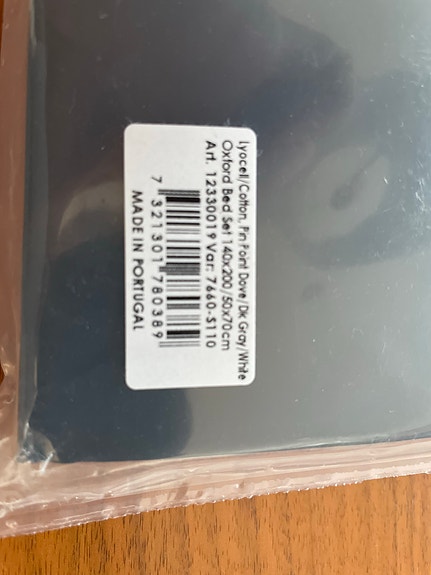 Lyocell/Cotton, Pin Point Dove/Dk Gray/White
Oxford Bed Set 140x200/50x70cm
Art. 12330019 Var: 7660-S110
7 321301 780389
MADE IN PORTUGAL